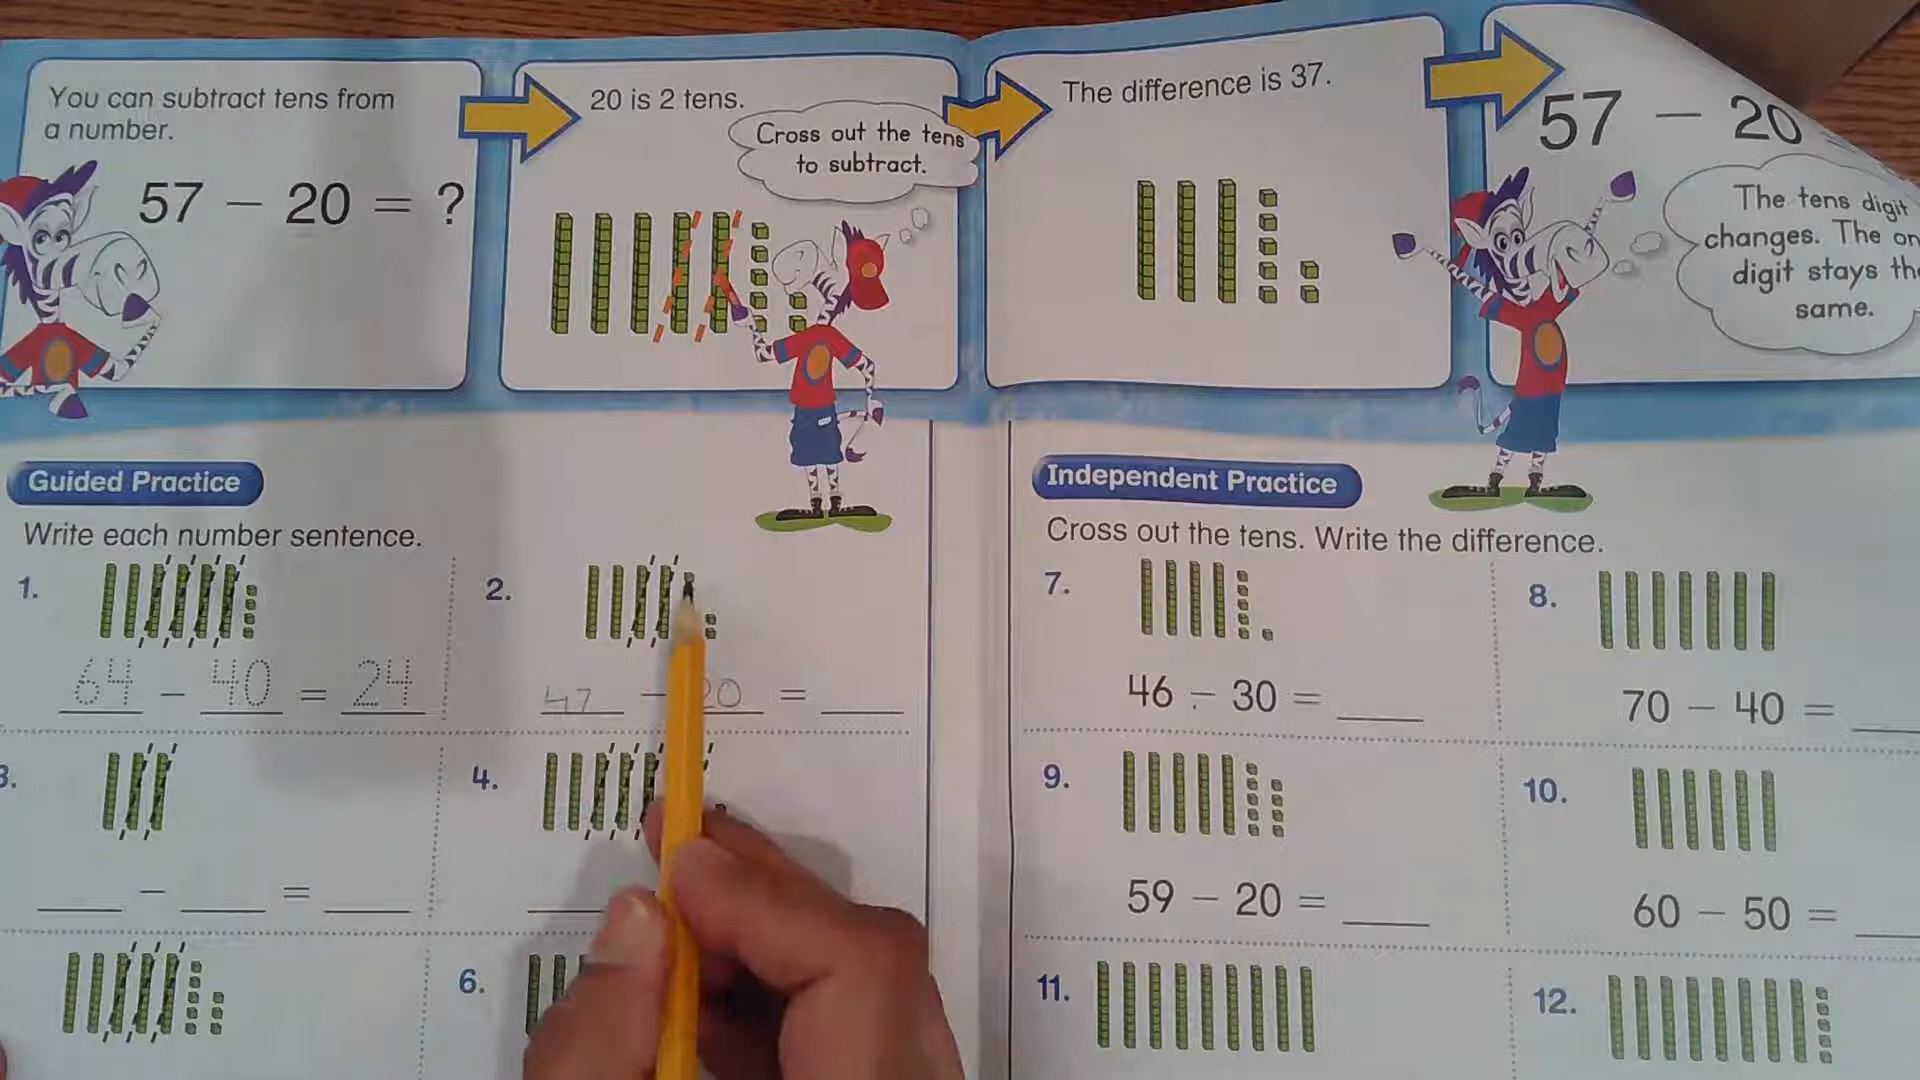 You can subtract tens from
a number.
57 − 20 = ?
20 is 2 tens.
Cross out the tens
to subtract.
The difference is 37.
57 − 20
The tens digit
changes. The
digit stays
same.
Guided Practice
Write each number sentence.
1.
64 − 40 = 24
2.
47 − 20 =
3.
−   =
4.
6.
Independent Practice
Cross out the tens. Write the difference.
7.
46 − 30 =
8.
70 − 40 =
9.
59 − 20 =
10.
60 − 50 =
11.
12.